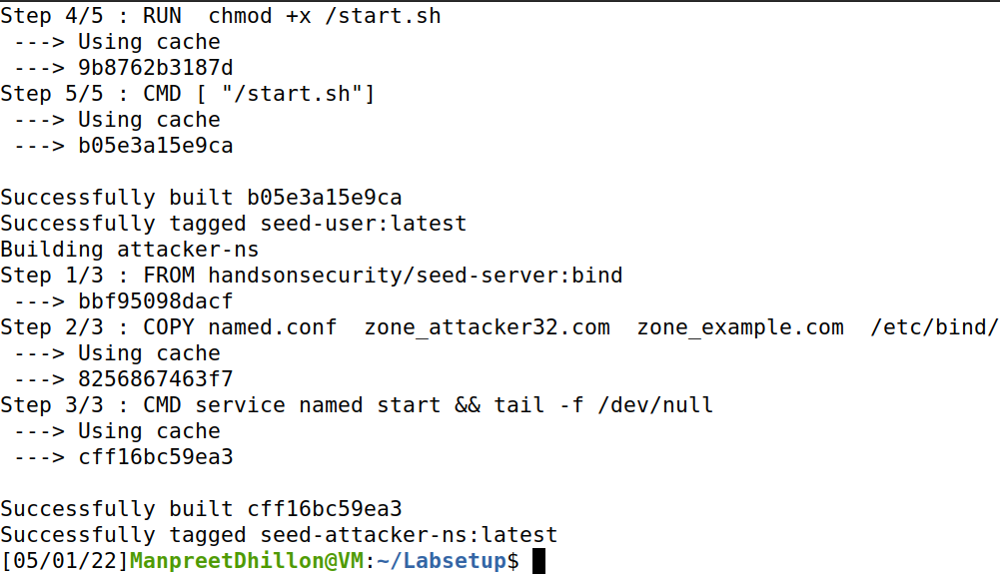 Step 4/5 : RUN  chmod +x /start.sh
 ---> Using cache
 ---> 9b8762b3187d
Step 5/5 : CMD [ "/start.sh"]
 ---> Using cache
 ---> b05e3a15e9ca

Successfully built b05e3a15e9ca
Successfully tagged seed-user:latest
Building attacker-ns
Step 1/3 : FROM handsonsecurity/seed-server:bind
 ---> bbf95098dacf
Step 2/3 : COPY named.conf  zone_attacker32.com  zone_example.com  /etc/bind/
 ---> Using cache
 ---> 8256867463f7
Step 3/3 : CMD service named start && tail -f /dev/null
 ---> Using cache
 ---> cff16bc59ea3

Successfully built cff16bc59ea3
Successfully tagged seed-attacker-ns:latest
[05/01/22]ManpreetDhillon@VM:~/Labsetup$